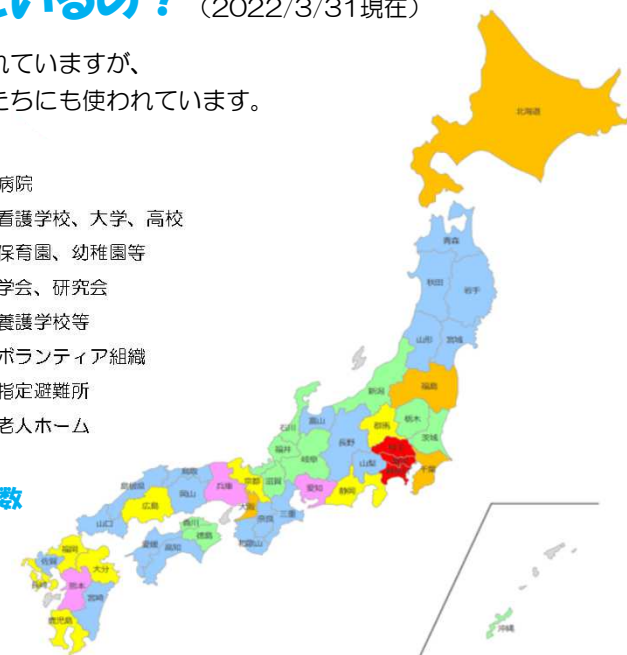 ているの？（2022/3/31現在）
れていますが、
たちにも使われています。
病院
看護学校、大学、高校
保育園、幼稚園等
学会、研究会
養護学校等
ボランティア組織
指定避難所
老人ホーム
数
北海道
青森
秋田
岩手
山形
宮城
新潟
福島
石川
富山
群馬
栃木
茨城
福井
岐阜
長野
山梨
千葉
鳥取
島根県
岡山
兵庫
京都
滋賀
愛知
静岡
広島
大阪
奈良
三重
山口
香川
徳島
和歌山
愛媛
高知
福岡
佐賀
大分
長崎
熊本
宮崎
鹿児島
沖縄